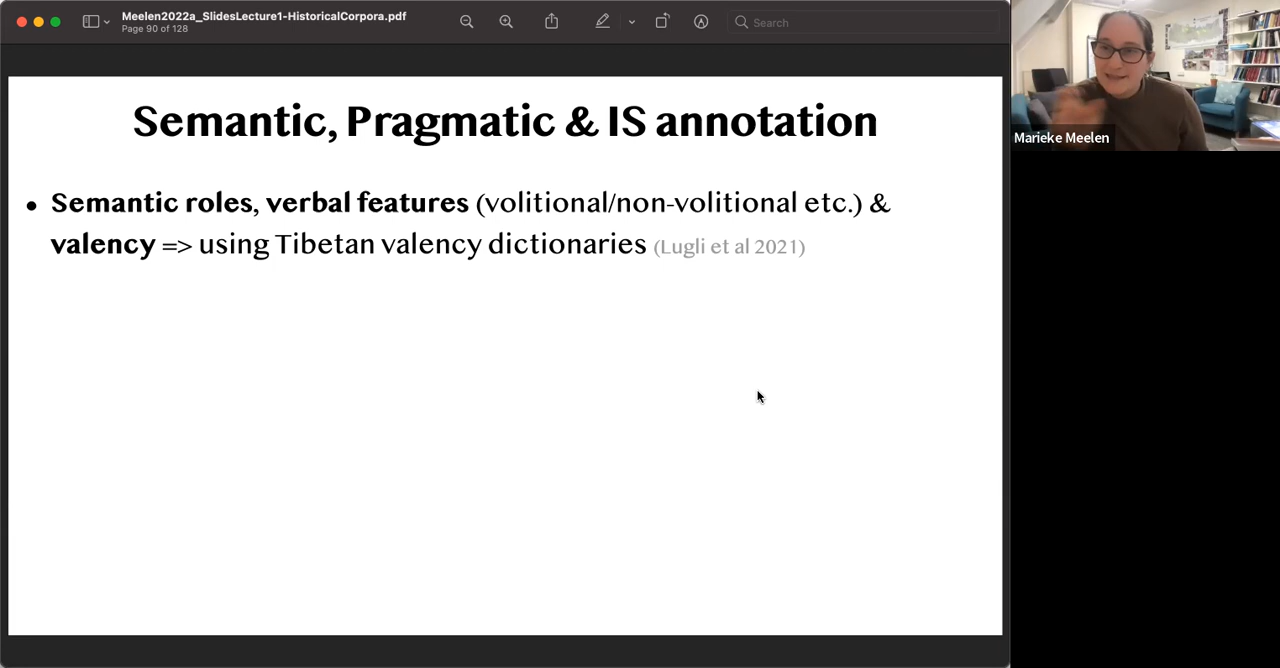 Meelen2022a_SlidesLecture1-HistoricalCorpora.pdf
Page 90 of 128
Search
Marieke Meelen
Semantic, Pragmatic & IS annotation
• Semantic roles, verbal features (volitional/non-volitional etc.) &
valency => using Tibetan valency dictionaries (Lugli et al 2021)